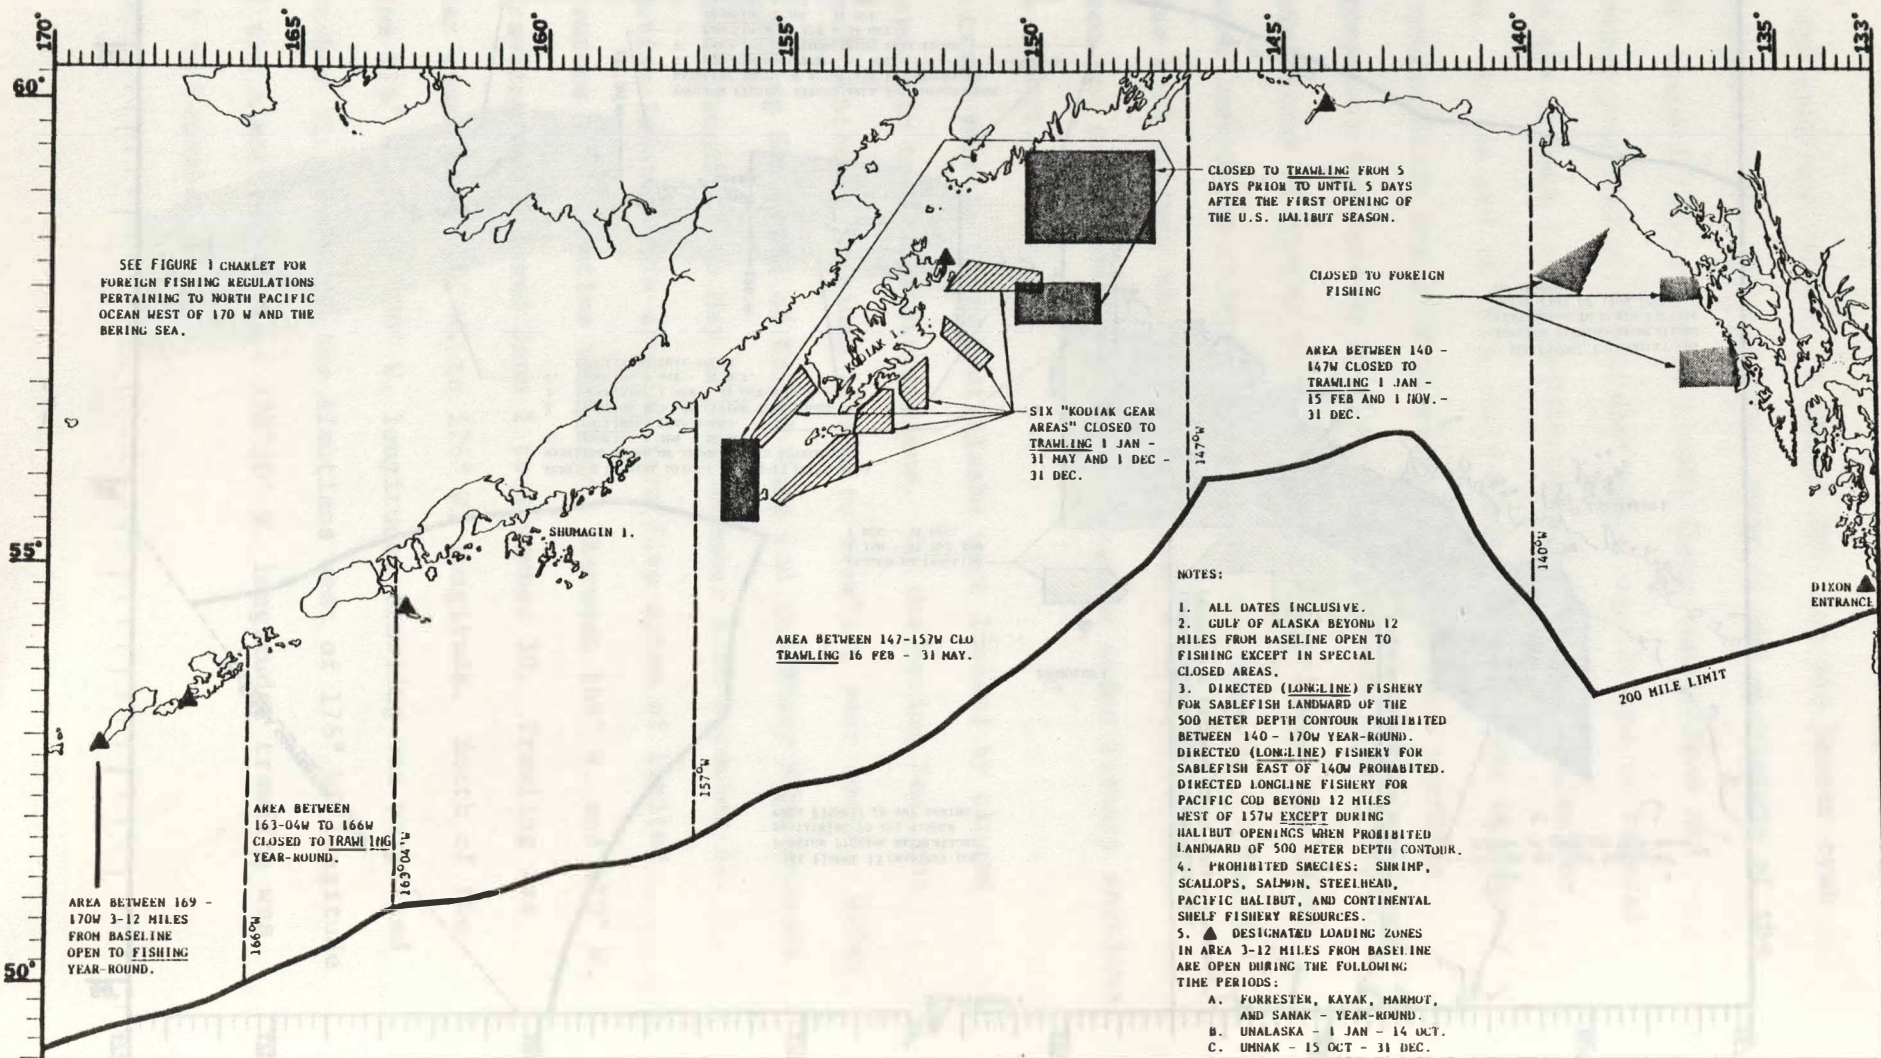 170°
165°
160°
155°
150°
145°
140°
135°
133°
60°
55°
50°
SEE FIGURE 1 CHARLET FOR
FOREIGN FISHING REGULATIONS
PERTAINING TO NORTH PACIFIC
OCEAN WEST OF 170 W AND THE
BERING SEA.
CLOSED TO TRAWLING FROM 5
DAYS PRIOR TO UNTIL 5 DAYS
AFTER THE FIRST OPENING OF
THE U.S. HALIBUT SEASON.
CLOSED TO FOREIGN
FISHING
AREA BETWEEN 140 -
147W CLOSED TO
TRAWLING 1 JAN -
15 FEB AND 1 NOV.-
31 DEC.
KODIAK I.
SIX "KODIAK GEAR
AREAS" CLOSED TO
TRAWLING 1 JAN -
31 MAY AND 1 DEC -
31 DEC.
SHUMAGIN I.
147°W
140°W
157°W
163°04'W
166°W
DIXON
ENTRANCE
200 MILE LIMIT
AREA BETWEEN 147-157W CLO
TRAWLING 16 FEB - 31 MAY.
AREA BETWEEN
163-04W TO 166W
CLOSED TO TRAWLING
YEAR-ROUND.
AREA BETWEEN 169 -
170W 3-12 MILES
FROM BASELINE
OPEN TO FISHING
YEAR-ROUND.
NOTES:
1. ALL DATES INCLUSIVE.
2. GULF OF ALASKA BEYOND 12
MILES FROM BASELINE OPEN TO
FISHING EXCEPT IN SPECIAL
CLOSED AREAS.
3. DIRECTED (LONGLINE) FISHERY
FOR SABLEFISH LANDWARD OF THE
500 METER DEPTH CONTOUR PROHIBITED
BETWEEN 140 - 170W YEAR-ROUND.
DIRECTED (LONGLINE) FISHERY FOR
SABLEFISH EAST OF 140W PROHABITED.
DIRECTED LONGLINE FISHERY FOR
PACIFIC COD BEYOND 12 MILES
WEST OF 157W EXCEPT DURING
HALIBUT OPENINGS WHEN PROHIBITED
LANDWARD OF 500 METER DEPTH CONTOUR.
4. PROHIBITED SMECIES: SHRIMP,
SCALLOPS, SALMON, STEELHEAD,
PACIFIC HALIBUT, AND CONTINENTAL
SHELF FISHERY RESOURCES.
5. ▲ DESIGNATED LOADING ZONES
IN AREA 3-12 MILES FROM BASELINE
ARE OPEN DURING THE FOLLOWING
TIME PERIODS:
A. FORRESTER, KAYAK, MARMOT,
AND SANAK - YEAR-ROUND.
B. UNALASKA - 1 JAN - 14 OCT.
C. UMNAK - 15 OCT - 31 DEC.